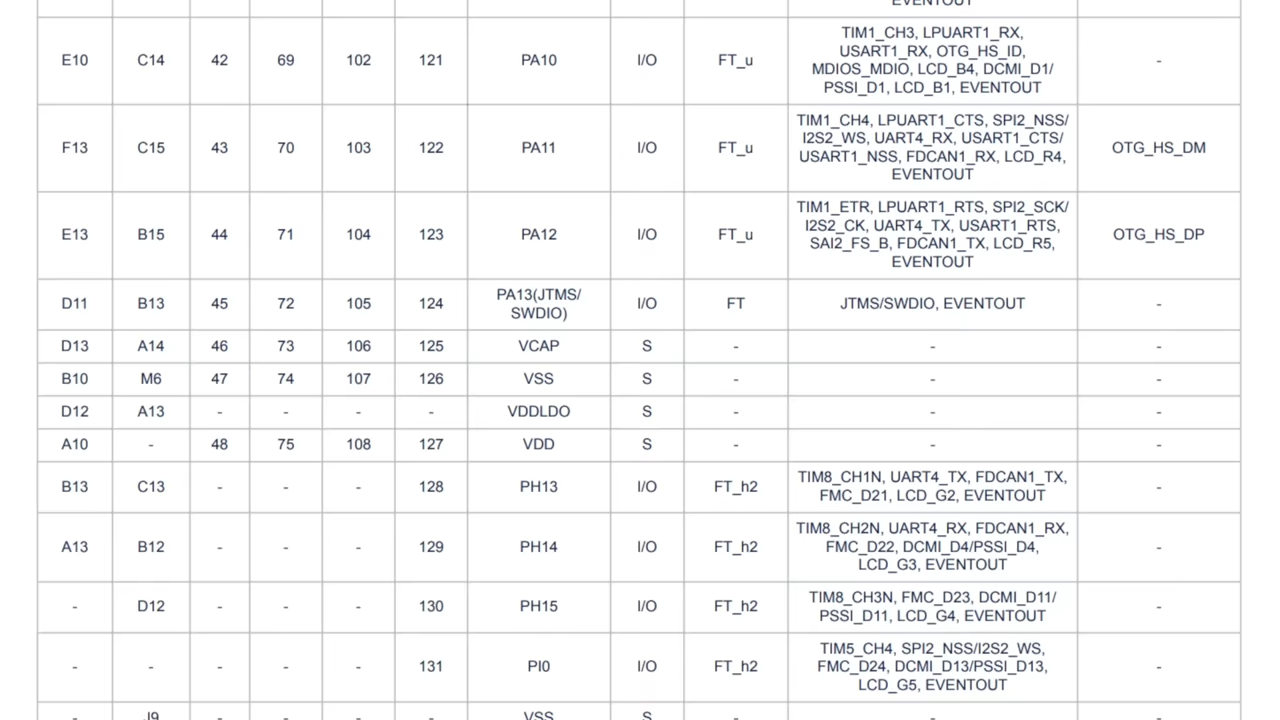 EVENTOUT
E10 C14 42 69 102 121 PA10 I/O FT_u TIM1_CH3, LPUART1_RX,
USART1_RX, OTG_HS_ID,
MDIOS_MDIO, LCD_B4, DCMI_D1/
PSSI_D1, LCD_B1, EVENTOUT -
F13 C15 43 70 103 122 PA11 I/O FT_u TIM1_CH4, LPUART1_CTS, SPI2_NSS/
I2S2_WS, UART4_RX, USART1_CTS/
USART1_NSS, FDCAN1_RX, LCD_R4,
EVENTOUT OTG_HS_DM
E13 B15 44 71 104 123 PA12 I/O FT_u TIM1_ETR, LPUART1_RTS, SPI2_SCK/
I2S2_CK, UART4_TX, USART1_RTS,
SAI2_FS_B, FDCAN1_TX, LCD_R5,
EVENTOUT OTG_HS_DP
D11 B13 45 72 105 124 PA13(JTMS/
SWDIO) I/O FT JTMS/SWDIO, EVENTOUT -
D13 A14 46 73 106 125 VCAP S - - -
B10 M6 47 74 107 126 VSS S - - -
D12 A13 - - - - VDDLDO S - - -
A10 - 48 75 108 127 VDD S - - -
B13 C13 - - - 128 PH13 I/O FT_h2 TIM8_CH1N, UART4_TX, FDCAN1_TX,
FMC_D21, LCD_G2, EVENTOUT -
A13 B12 - - - 129 PH14 I/O FT_h2 TIM8_CH2N, UART4_RX, FDCAN1_RX,
FMC_D22, DCMI_D4/PSSI_D4,
LCD_G3, EVENTOUT -
- D12 - - - 130 PH15 I/O FT_h2 TIM8_CH3N, FMC_D23, DCMI_D11/
PSSI_D11, LCD_G4, EVENTOUT -
- - - - - 131 PI0 I/O FT_h2 TIM5_CH4, SPI2_NSS/I2S2_WS,
FMC_D24, DCMI_D13/PSSI_D13,
LCD_G5, EVENTOUT -
- J9 - - - - VSS S - - -